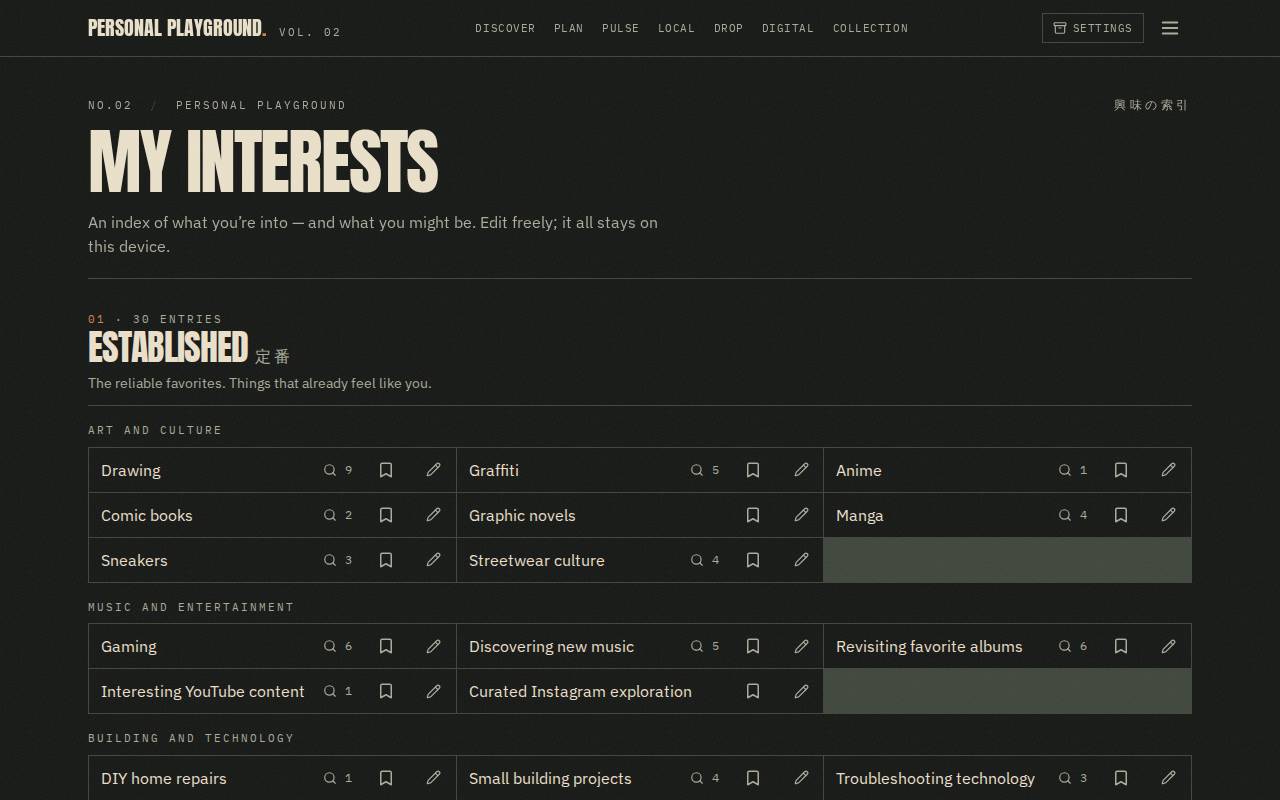 PERSONAL PLAYGROUND. VOL. 02
DISCOVER PLAN PULSE LOCAL DROP DIGITAL COLLECTION
SETTINGS
NO.02 / PERSONAL PLAYGROUND
興味の索引
MY INTERESTS
An index of what you’re into — and what you might be. Edit freely; it all stays on
this device.
01 · 30 ENTRIES
ESTABLISHED 定番
The reliable favorites. Things that already feel like you.
ART AND CULTURE
Drawing 9 Graffiti 5 Anime 1
Comic books 2 Graphic novels Manga 4
Sneakers 3 Streetwear culture 4
MUSIC AND ENTERTAINMENT
Gaming 6 Discovering new music 5 Revisiting favorite albums 6
Interesting YouTube content 1 Curated Instagram exploration
BUILDING AND TECHNOLOGY
DIY home repairs 1 Small building projects 4 Troubleshooting technology 3